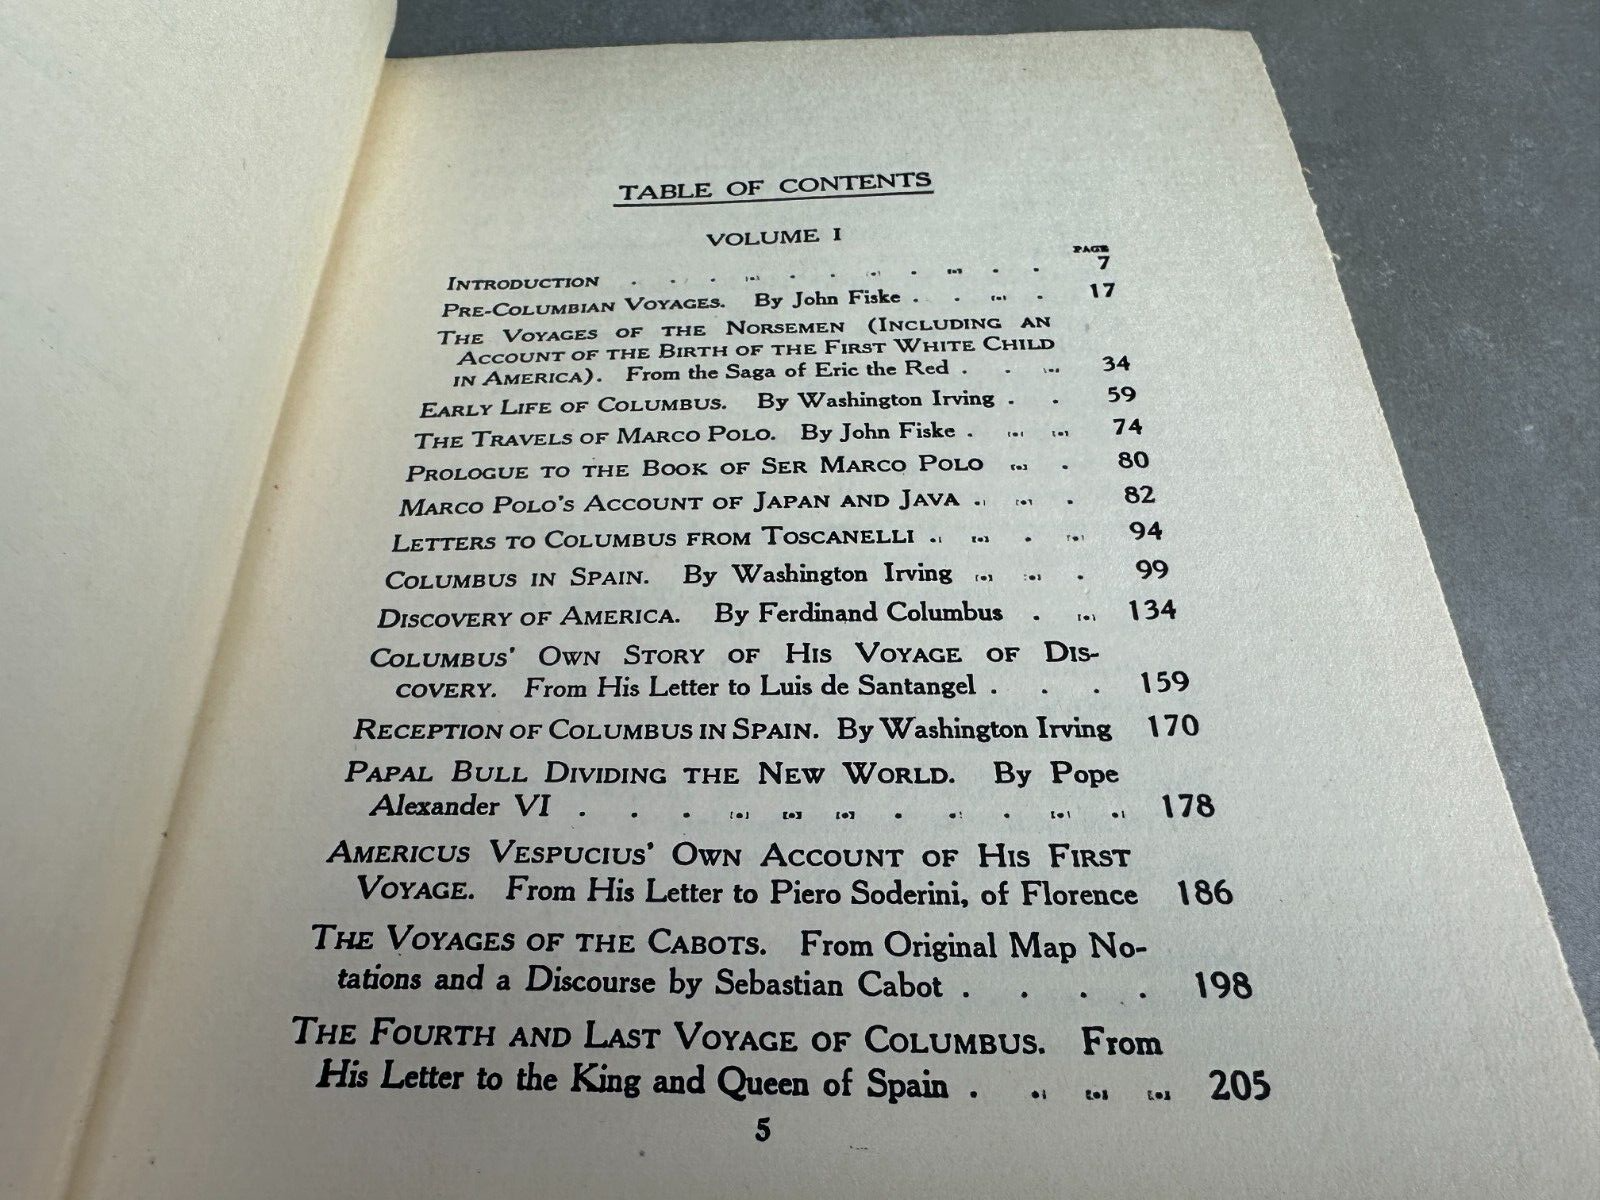 TABLE OF CONTENTS
VOLUME I
PAGE
INTRODUCTION . . . . . . . . . . 7
PRE-COLUMBIAN VOYAGES. By John Fiske . . . . 17
THE VOYAGES OF THE NORSEMEN (INCLUDING AN
ACCOUNT OF THE BIRTH OF THE FIRST WHITE CHILD
IN AMERICA). From the Saga of Eric the Red . . . 34
EARLY LIFE OF COLUMBUS. By Washington Irving . . 59
THE TRAVELS OF MARCO POLO. By John Fiske . . . 74
PROLOGUE TO THE BOOK OF SER MARCO POLO . . 80
MARCO POLO'S ACCOUNT OF JAPAN AND JAVA . . . 82
LETTERS TO COLUMBUS FROM TOSCANELLI . . . . 94
COLUMBUS IN SPAIN. By Washington Irving . . . 99
DISCOVERY OF AMERICA. By Ferdinand Columbus . . 134
COLUMBUS' OWN STORY OF HIS VOYAGE OF DIS-
COVERY. From His Letter to Luis de Santangel . . . 159
RECEPTION OF COLUMBUS IN SPAIN. By Washington Irving 170
PAPAL BULL DIVIDING THE NEW WORLD. By Pope
Alexander VI . . . . . . . . . . . 178
AMERICUS VESPUCIUS' OWN ACCOUNT OF HIS FIRST
VOYAGE. From His Letter to Piero Soderini, of Florence 186
THE VOYAGES OF THE CABOTS. From Original Map No-
tations and a Discourse by Sebastian Cabot . . . . 198
THE FOURTH AND LAST VOYAGE OF COLUMBUS. From
His Letter to the King and Queen of Spain . . . . 205
5